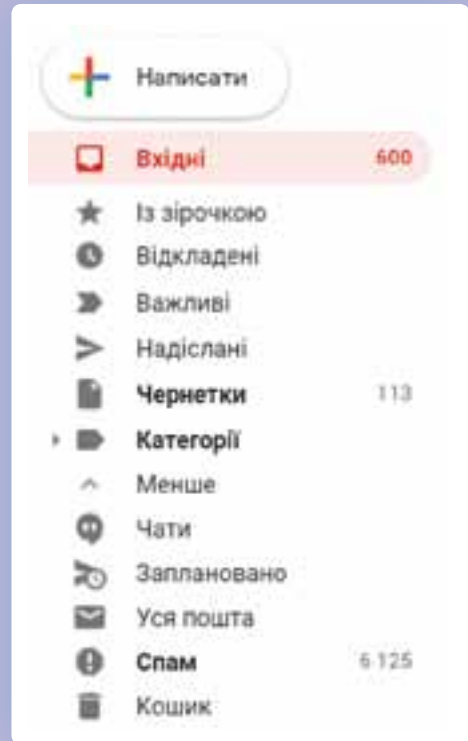 Написати
Вхідні 600
Із зірочкою
Відкладені
Важливі
Надіслані
Чернетки 113
Категорії
Менше
Чати
Заплановано
Уся пошта
Спам 6 125
Кошик